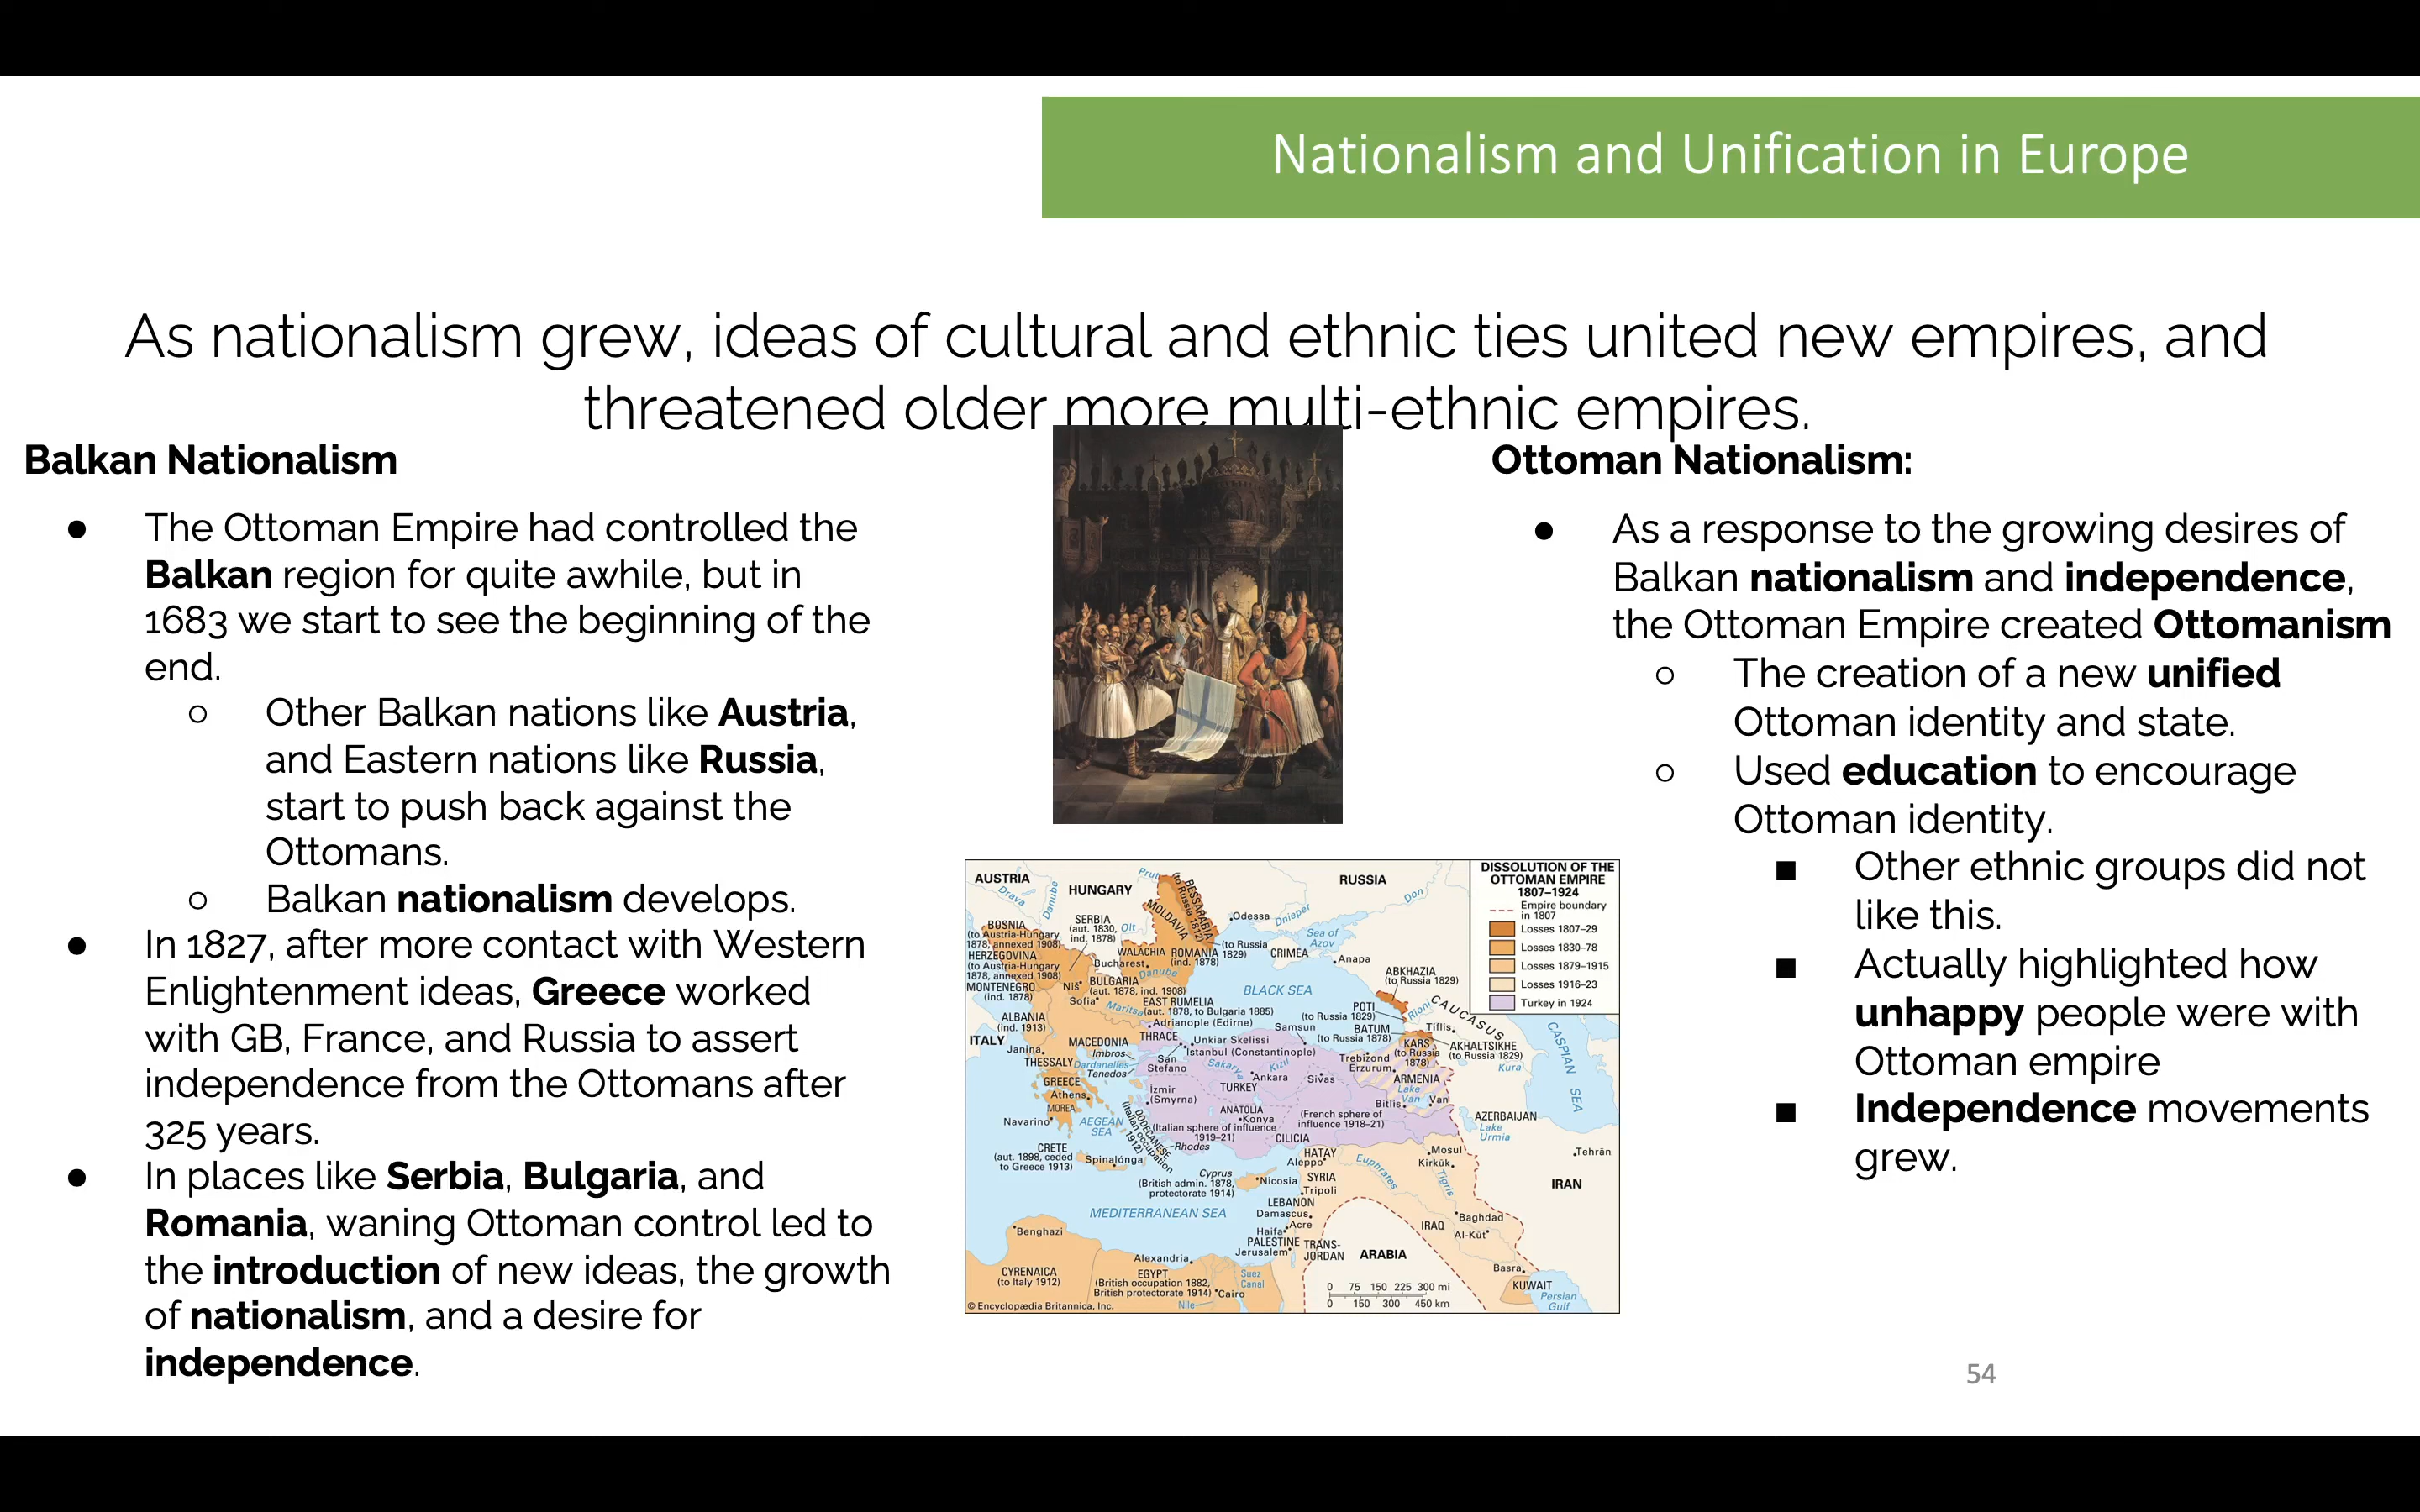 Nationalism and Unification in Europe
As nationalism grew, ideas of cultural and ethnic ties united new empires, and
threatened older more multi-ethnic empires.
Balkan Nationalism
● The Ottoman Empire had controlled the
Balkan region for quite awhile, but in
1683 we start to see the beginning of the
end.
○ Other Balkan nations like Austria,
and Eastern nations like Russia,
start to push back against the
Ottomans.
○ Balkan nationalism develops.
● In 1827, after more contact with Western
Enlightenment ideas, Greece worked
with GB, France, and Russia to assert
independence from the Ottomans after
325 years.
● In places like Serbia, Bulgaria, and
Romania, waning Ottoman control led to
the introduction of new ideas, the growth
of nationalism, and a desire for
independence.
DISSOLUTION OF THE
OTTOMAN EMPIRE
1807–1924
Empire boundary
in 1807
Losses 1807–29
Losses 1830–78
Losses 1879–1915
Losses 1916–23
Turkey in 1924
AUSTRIA
Drava
Danube
HUNGARY
Prut
BESSARABIA
(to Russia 1812)
MOLDAVIA
RUSSIA
Don
Odessa
Dnieper
Sea of
Azov
BOSNIA
(to Austria-Hungary
1878, annexed 1908)
HERZEGOVINA
(to Austria-Hungary
1878, annexed 1908)
MONTENEGRO
(ind. 1878)
SERBIA
(aut. 1830,
ind. 1878)
Olt
WALACHIA
Bucharest
Danube
ROMANIA
(ind. 1878)
(to Russia
1829)
CRIMEA
Anapa
ABKHAZIA
(to Russia 1829)
Niš
Sofia
BULGARIA
(aut. 1878, ind. 1908)
EAST RUMELIA
(aut. 1878, to Bulgaria 1885)
Maritsa
BLACK SEA
POTI
(to Russia 1829)
Rioni
CAUCASUS
ALBANIA
(ind. 1913)
Adrianople (Edirne)
Samsun
BATUM
(to Russia 1878)
Tiflis
CASPIAN SEA
ITALY
Janina
MACEDONIA
THRACE
Unkiar Skelissi
Istanbul (Constantinople)
KARS
(to Russia
1878)
AKHALTSIKHE
(to Russia 1829)
Kura
Imbros
San
Stefano
Trebizond
Erzurum
THESSALY
Dardanelles
Tenedos
Sakarya
Kızıl
Ankara
Sivas
ARMENIA
GREECE
Athens
MOREA
Navarino
İzmir
(Smyrna)
TURKEY
Lake
Van
Bitlis
Van
ANATOLIA
Konya
(French sphere of
influence 1918–21)
AZERBAIJAN
Lake
Urmia
AEGEAN
SEA
DODECANESE
(Italian occupation
1912)
(Italian sphere of influence
1919–21)
CILICIA
Rhodes
CRETE
(aut. 1898, ceded
to Greece 1913)
Spinalónga
HATAY
Aleppo
Mosul
Kirkūk
Tehrān
Euphrates
Tigris
Cyprus
(British admin. 1878,
protectorate 1914)
Nicosia
SYRIA
Tripoli
IRAN
MEDITERRANEAN SEA
LEBANON
Damascus
Acre
Haifa
PALESTINE
Jerusalem
TRANS-
JORDAN
IRAQ
Baghdad
Al-Kūt
ARABIA
Benghazi
Alexandria
CYRENAICA
(to Italy 1912)
EGYPT
(British occupation 1882,
British protectorate 1914)
Cairo
Suez
Canal
Nile
Basra
KUWAIT
Persian
Gulf
0 75 150 225 300 mi
0 150 300 450 km
© Encyclopædia Britannica, Inc.
Ottoman Nationalism:
● As a response to the growing desires of
Balkan nationalism and independence,
the Ottoman Empire created Ottomanism
○ The creation of a new unified
Ottoman identity and state.
○ Used education to encourage
Ottoman identity.
■ Other ethnic groups did not
like this.
■ Actually highlighted how
unhappy people were with
Ottoman empire
■ Independence movements
grew.
54